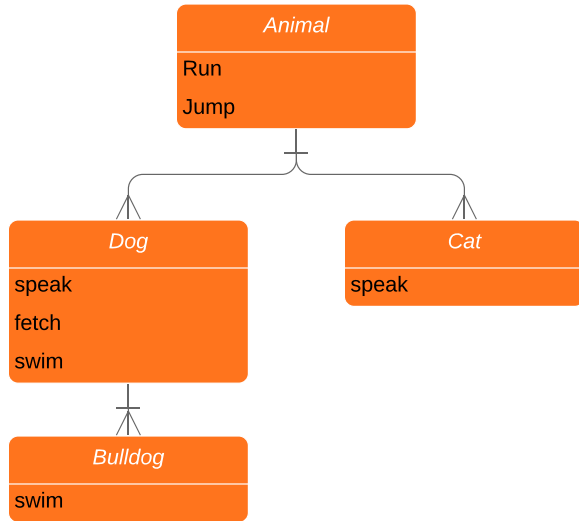 Animal
Run
Jump
Dog
speak
fetch
swim
Cat
speak
Bulldog
swim